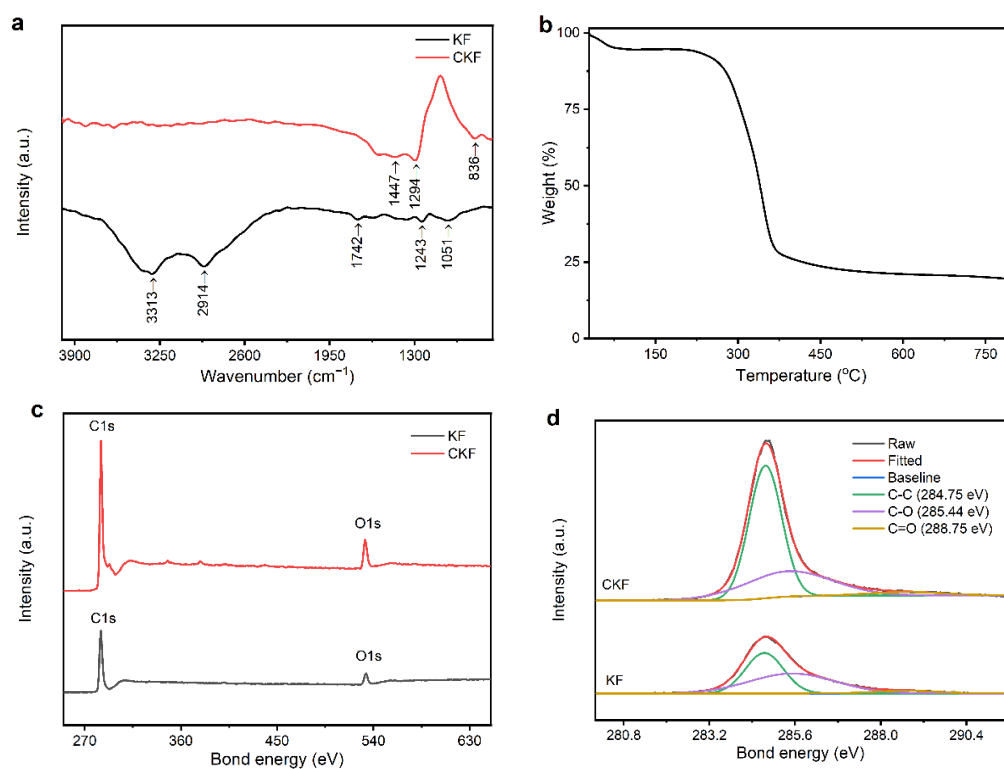 a
KF
CKF
1447
1294
836
1742
1243
1051
3313
2914
Intensity (a.u.)
3900 3250 2600 1950 1300
Wavenumber (cm⁻¹)
b
100
75
50
25
0
Weight (%)
150 300 450 600 750
Temperature (°C)
c
C1s
KF
CKF
O1s
C1s
O1s
Intensity (a.u.)
270 360 450 540 630
Bond energy (eV)
d
Raw
Fitted
Baseline
C-C (284.75 eV)
C-O (285.44 eV)
C=O (288.75 eV)
CKF
KF
Intensity (a.u.)
280.8 283.2 285.6 288.0 290.4
Bond energy (eV)